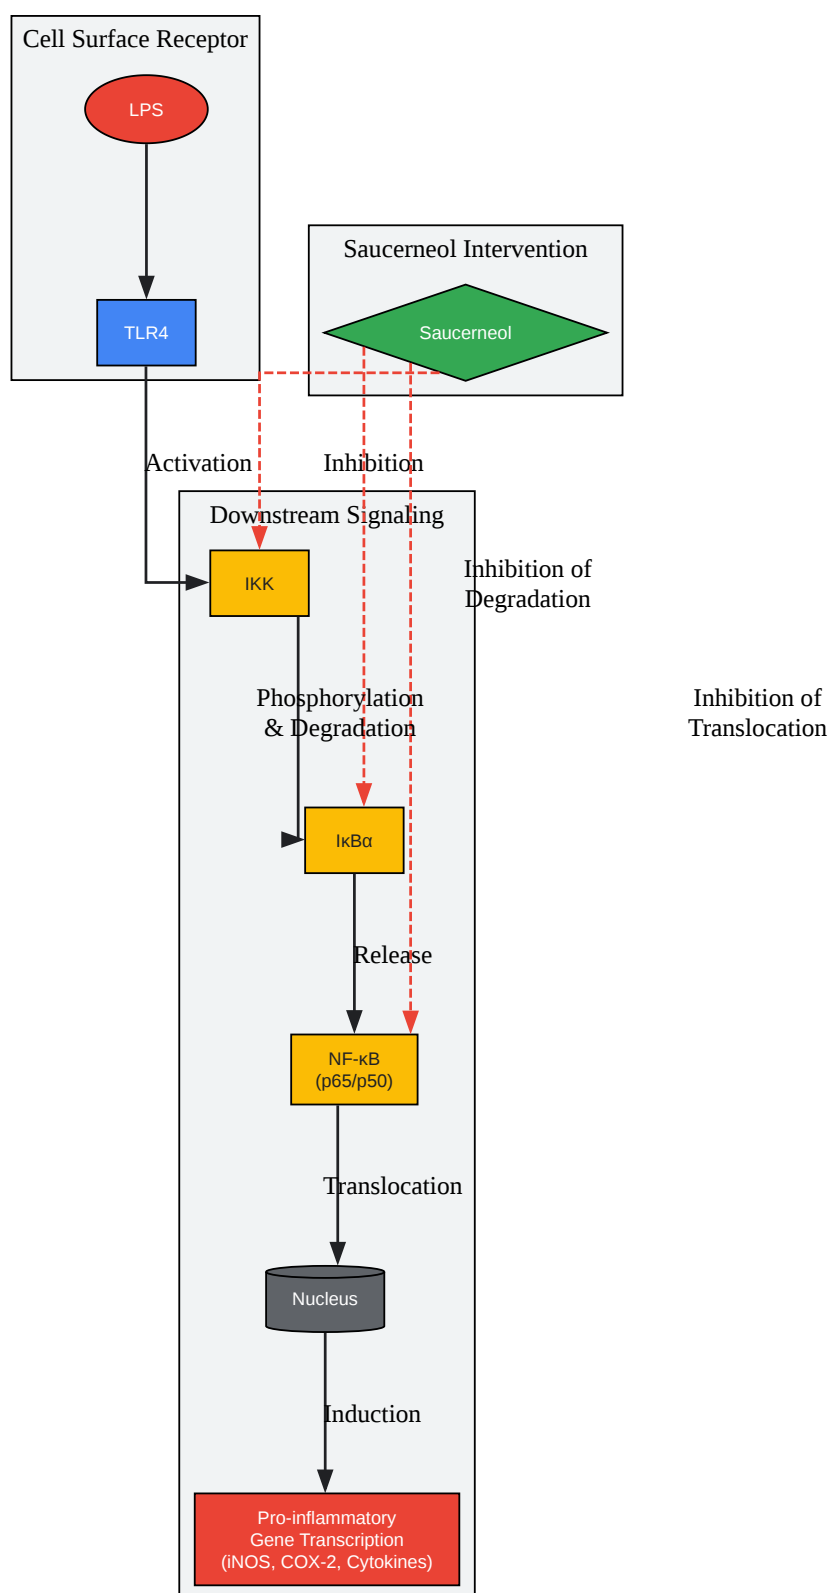 Cell Surface Receptor
LPS
TLR4
Saucerneol Intervention
Saucerneol
Activation
Inhibition
Downstream Signaling
IKK
Inhibition of
Degradation
Phosphorylation
& Degradation
Inhibition of
Translocation
IκBα
Release
NF-κB
(p65/p50)
Translocation
Nucleus
Induction
Pro-inflammatory
Gene Transcription
(iNOS, COX-2, Cytokines)